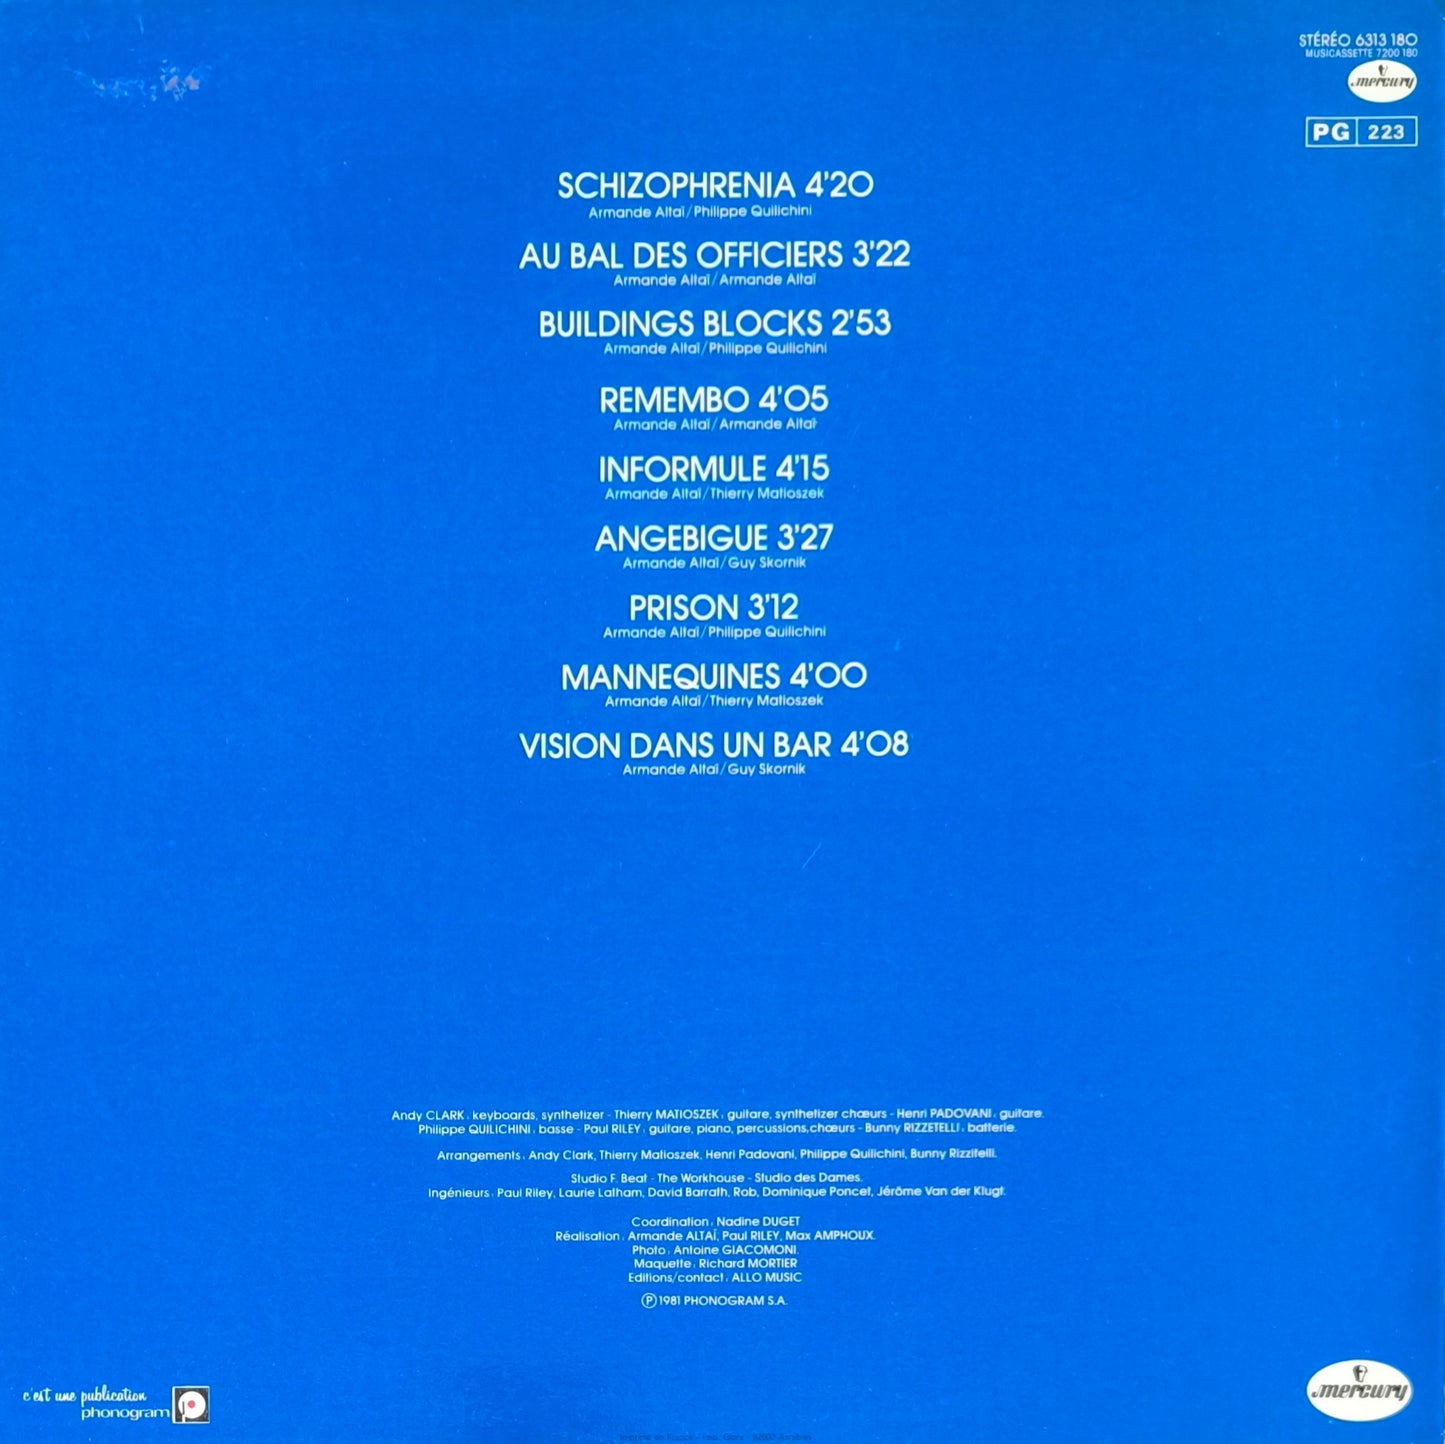 STÉRÉO 6313 180
MUSICASSETTE 7200 180
mercury
PG 223
SCHIZOPHRENIA 4'20
Armande Altaï/Philippe Quilichini
AU BAL DES OFFICIERS 3'22
Armande Altaï/Armande Altaï
BUILDINGS BLOCKS 2'53
Armande Altaï/Philippe Quilichini
REMEMBO 4'05
Armande Altaï/Armande Altaï
INFORMULE 4'15
Armande Altaï/Thierry Matioszek
ANGEBIGUE 3'27
Armande Altaï/Guy Skornik
PRISON 3'12
Armande Altaï/Philippe Quilichini
MANNEQUINES 4'00
Armande Altaï/Thierry Matioszek
VISION DANS UN BAR 4'08
Armande Altaï/Guy Skornik
Andy CLARK : keyboards, synthetizer - Thierry MATIOSZEK : guitare, synthetizer chœurs - Henri PADOVANI : guitare.
Philippe QUILICHINI : basse - Paul RILEY : guitare, piano, percussions,chœurs - Bunny RIZZETELLI : batterie.
Arrangements : Andy Clark, Thierry Matioszek, Henri Padovani, Philippe Quilichini, Bunny Rizzitelli.
Studio F. Beat - The Workhouse - Studio des Dames.
Ingénieurs : Paul Riley, Laurie Latham, David Barrath, Rob, Dominique Poncet, Jérôme Van der Klugt.
Coordination : Nadine DUGET
Réalisation : Armande ALTAÏ, Paul RILEY, Max AMPHOUX.
Photo : Antoine GIACOMONI.
Maquette : Richard MORTIER
Editions/contact : ALLO MUSIC
Ⓟ 1981 PHONOGRAM S.A.
c'est une publication
phonogram
mercury